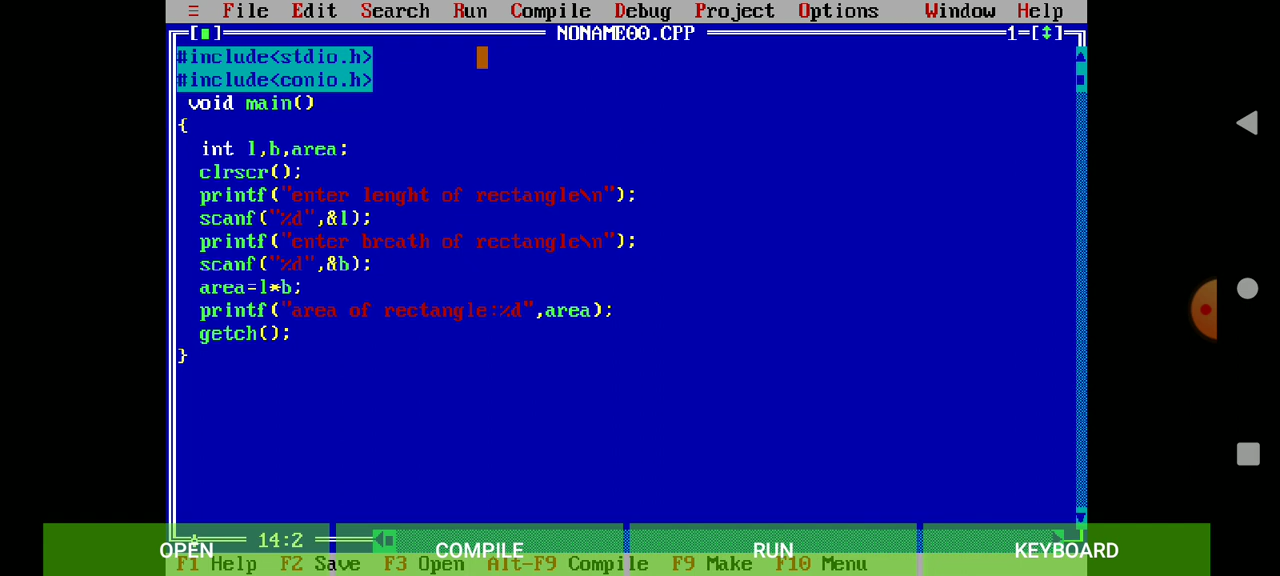 ≡ File Edit Search Run Compile Debug Project Options Window Help
[■] NONAME00.CPP 1=[↕]
#include<stdio.h>
#include<conio.h>
void main()
{
int l,b,area;
clrscr();
printf("enter lenght of rectangle\n");
scanf("%d",&l);
printf("enter breath of rectangle\n");
scanf("%d",&b);
area=l*b;
printf("area of rectangle:%d",area);
getch();
}
14:2
OPEN COMPILE RUN KEYBOARD
F1 Help F2 Save F3 Open Alt-F9 Compile F9 Make F10 Menu